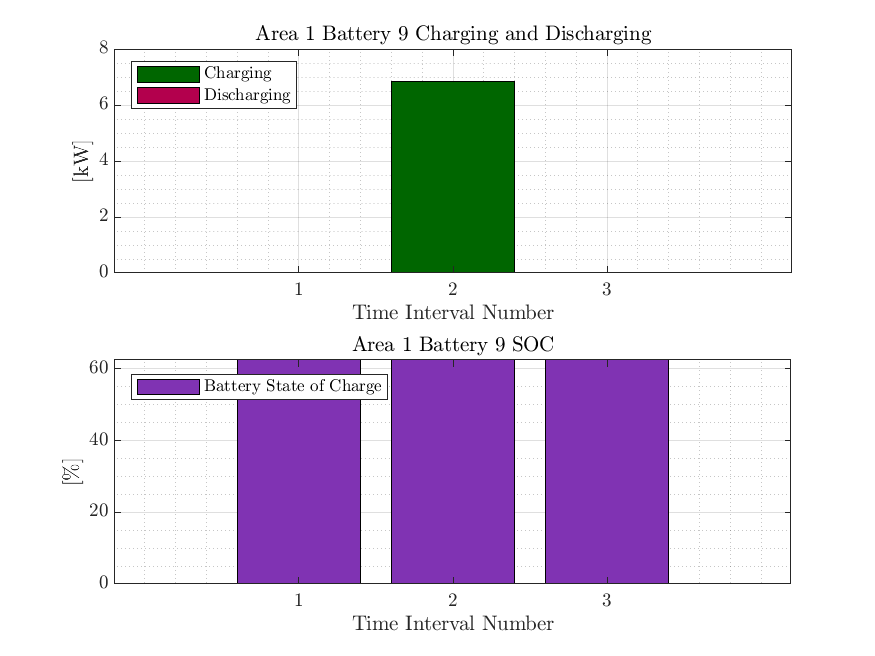 Area 1 Battery 9 Charging and Discharging
8
6
4
2
0
[kW]
Charging
Discharging
1 2 3
Time Interval Number
Area 1 Battery 9 SOC
60
40
20
0
[%]
Battery State of Charge
1 2 3
Time Interval Number